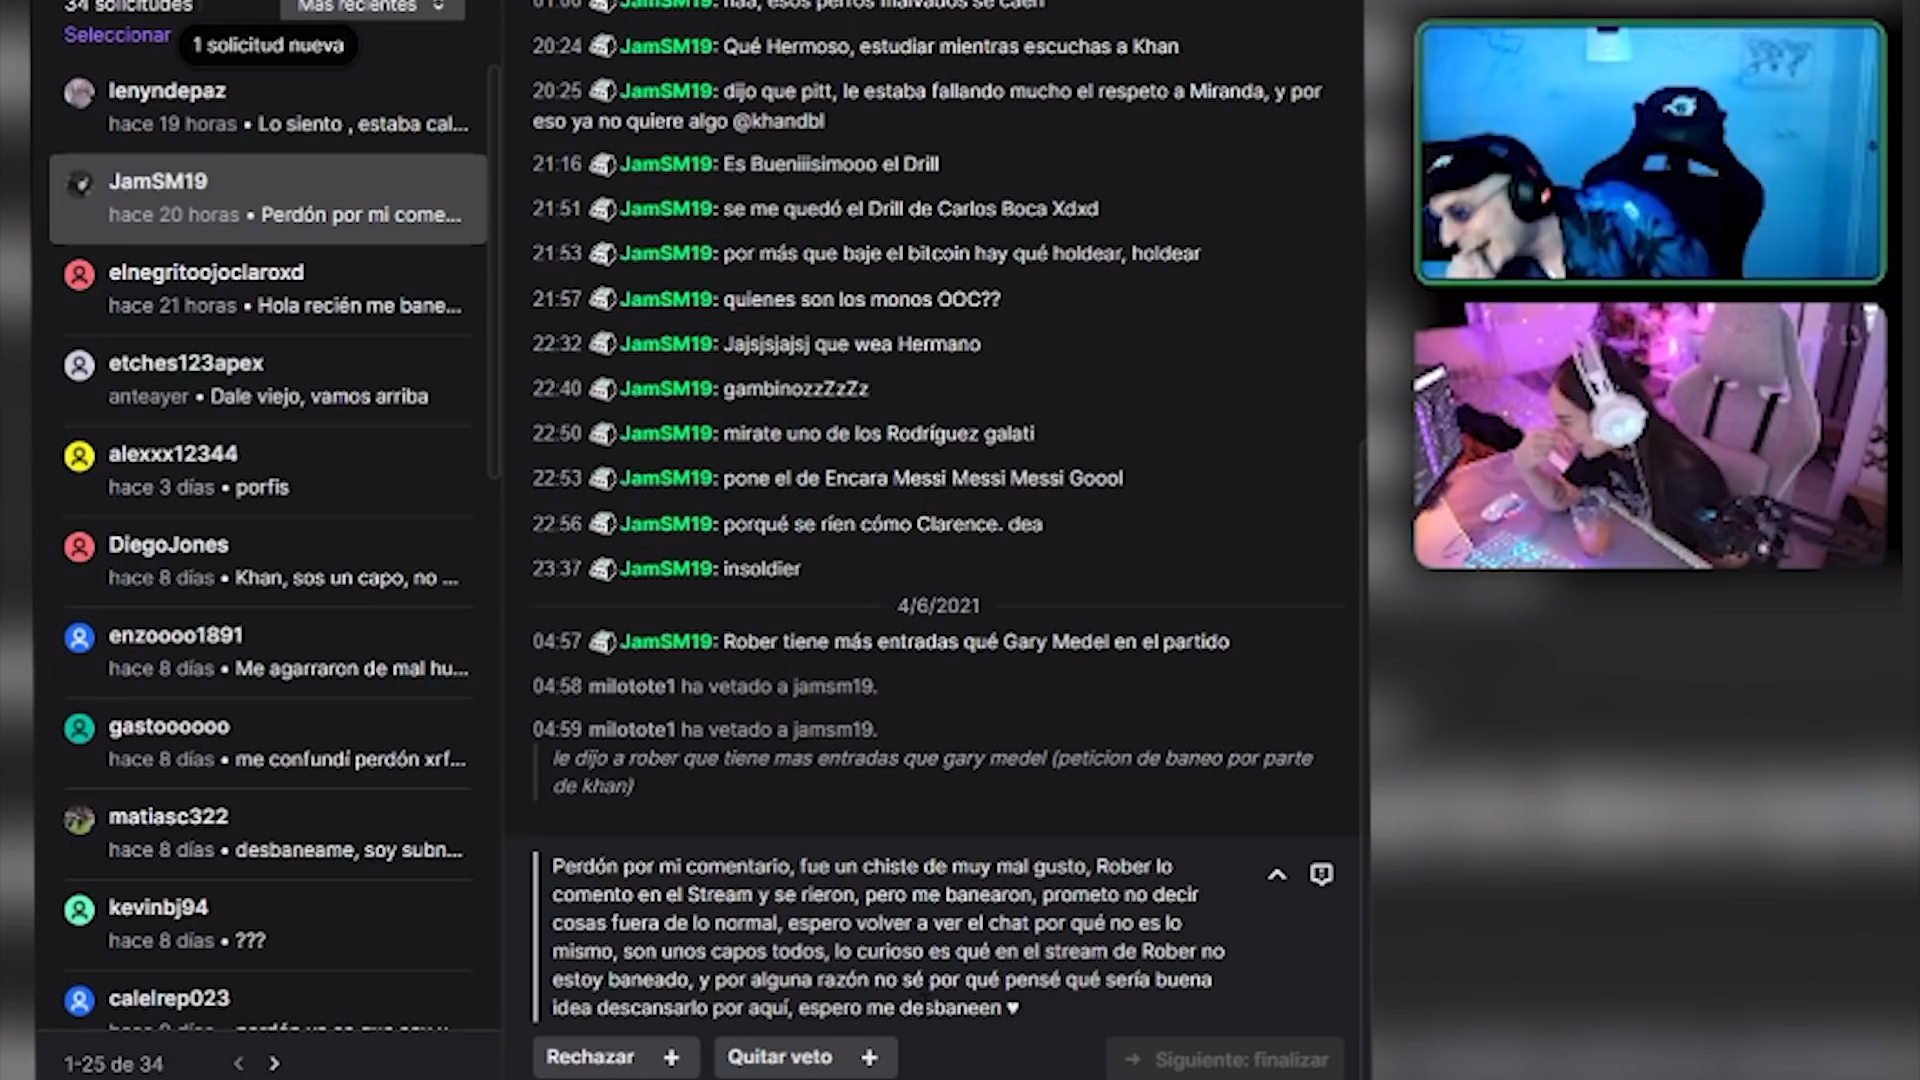 34 solicitudes
Más recientes
Seleccionar
1 solicitud nueva
lenyndepaz
hace 19 horas • Lo siento , estaba cal...
JamSM19
hace 20 horas • Perdón por mi come...
elnegritoojoclaroxd
hace 21 horas • Hola recién me bane...
etches123apex
anteayer • Dale viejo, vamos arriba
alexxx12344
hace 3 días • porfis
DiegoJones
hace 8 días • Khan, sos un capo, no ...
enzoooo1891
hace 8 días • Me agarraron de mal hu...
gastoooooo
hace 8 días • me confundí perdón xrf...
matiasc322
hace 8 días • desbaneame, soy subn...
kevinbj94
hace 8 días • ???
calelrep023
1-25 de 34
01:00 JamSM19: naa, esos perros malvados se caen
20:24 JamSM19: Qué Hermoso, estudiar mientras escuchas a Khan
20:25 JamSM19: dijo que pitt, le estaba fallando mucho el respeto a Miranda, y por
eso ya no quiere algo @khandbl
21:16 JamSM19: Es Bueniiisimooo el Drill
21:51 JamSM19: se me quedó el Drill de Carlos Boca Xdxd
21:53 JamSM19: por más que baje el bitcoin hay qué holdear, holdear
21:57 JamSM19: quienes son los monos OOC??
22:32 JamSM19: Jajsjsjajsj que wea Hermano
22:40 JamSM19: gambinozzZzZz
22:50 JamSM19: mirate uno de los Rodríguez galati
22:53 JamSM19: pone el de Encara Messi Messi Messi Goool
22:56 JamSM19: porqué se ríen cómo Clarence. dea
23:37 JamSM19: insoldier
4/6/2021
04:57 JamSM19: Rober tiene más entradas qué Gary Medel en el partido
04:58 milotote1 ha vetado a jamsm19.
04:59 milotote1 ha vetado a jamsm19.
le dijo a rober que tiene mas entradas que gary medel (peticion de baneo por parte
de khan)
Perdón por mi comentario, fue un chiste de muy mal gusto, Rober lo
comento en el Stream y se rieron, pero me banearon, prometo no decir
cosas fuera de lo normal, espero volver a ver el chat por qué no es lo
mismo, son unos capos todos, lo curioso es qué en el stream de Rober no
estoy baneado, y por alguna razón no sé por qué pensé qué sería buena
idea descansarlo por aquí, espero me desbaneen ♥
Rechazar +
Quitar veto +
→ Siguiente: finalizar